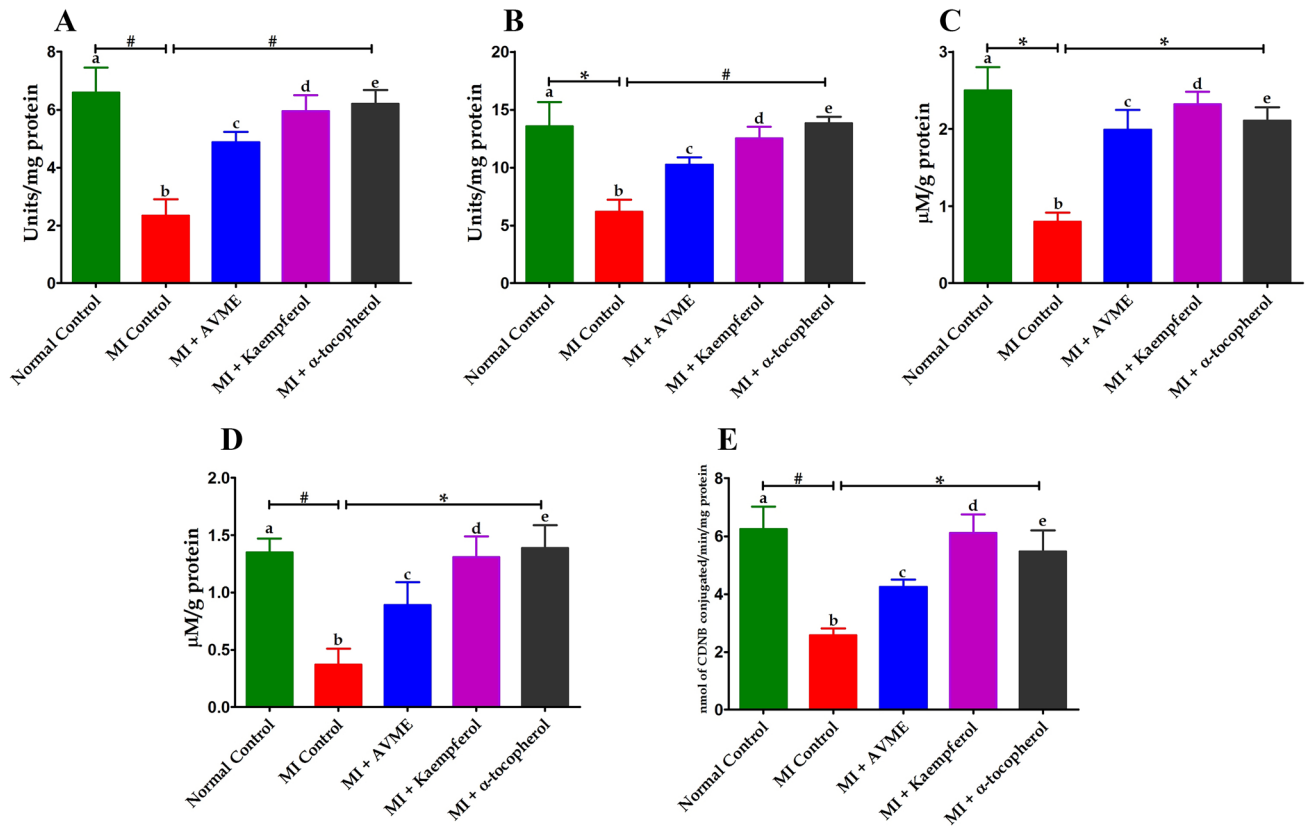 A
# #
a
b
c
d
e
8
6
4
2
0
Units/mg protein
Normal Control
MI Control
MI + AVME
MI + Kaempferol
MI + α-tocopherol
B
* #
a
b
c
d
e
20
15
10
5
0
Units/mg protein
Normal Control
MI Control
MI + AVME
MI + Kaempferol
MI + α-tocopherol
C
* *
a
b
c
d
e
3
2
1
0
µM/g protein
Normal Control
MI Control
MI + AVME
MI + Kaempferol
MI + α-tocopherol
D
# *
a
b
c
d
e
2.0
1.5
1.0
0.5
0.0
µM/g protein
Normal Control
MI Control
MI + AVME
MI + Kaempferol
MI + α-tocopherol
E
# *
a
b
c
d
e
8
6
4
2
0
nmol of CDNB conjugated/min/mg protein
Normal Control
MI Control
MI + AVME
MI + Kaempferol
MI + α-tocopherol